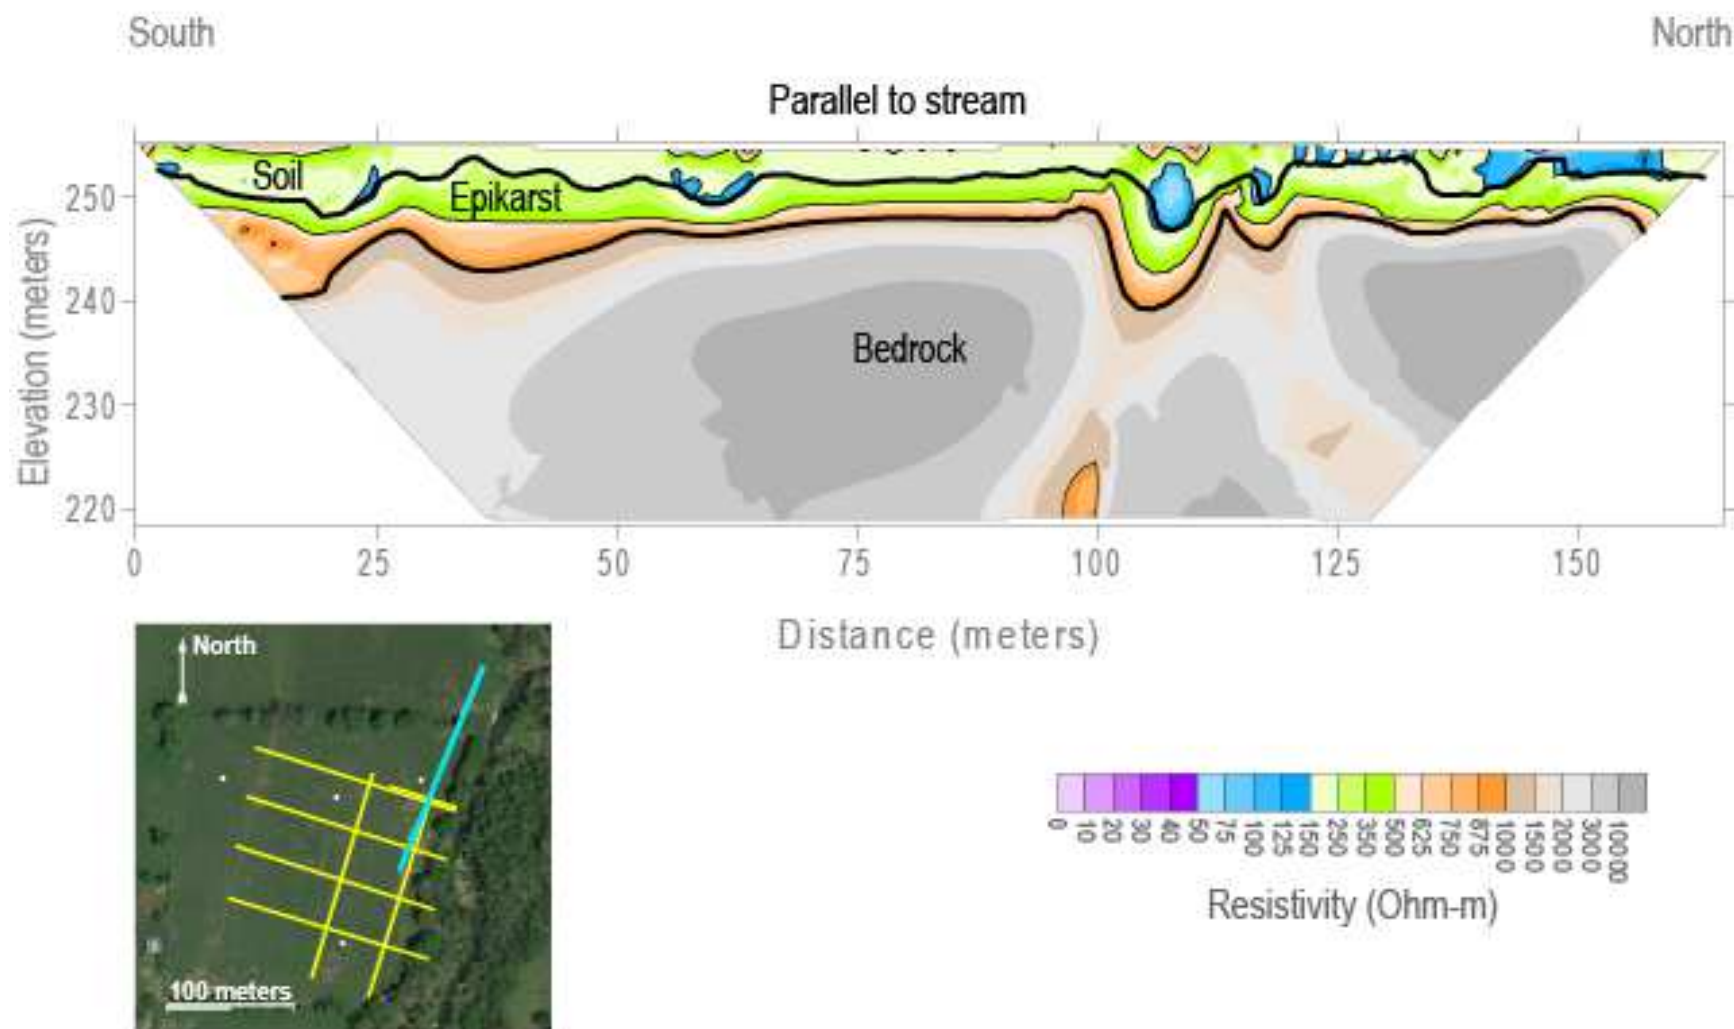 South
North
Parallel to stream
Soil
Epikarst
Bedrock
250
240
230
220
Elevation (meters)
0 25 50 75 100 125 150
Distance (meters)
North
100 meters
0 10 20 30 40 50 75 100 125 150 250 350 500 625 750 875 1000 1500 2000 3000 10000
Resistivity (Ohm-m)